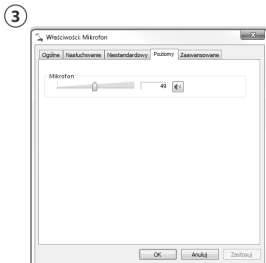 3
Właściwości: Mikrofon
Ogólne Nasłuchiwanie Niestandardowy Poziomy Zaawansowane
Mikrofon
49
OK Anuluj Zastosuj